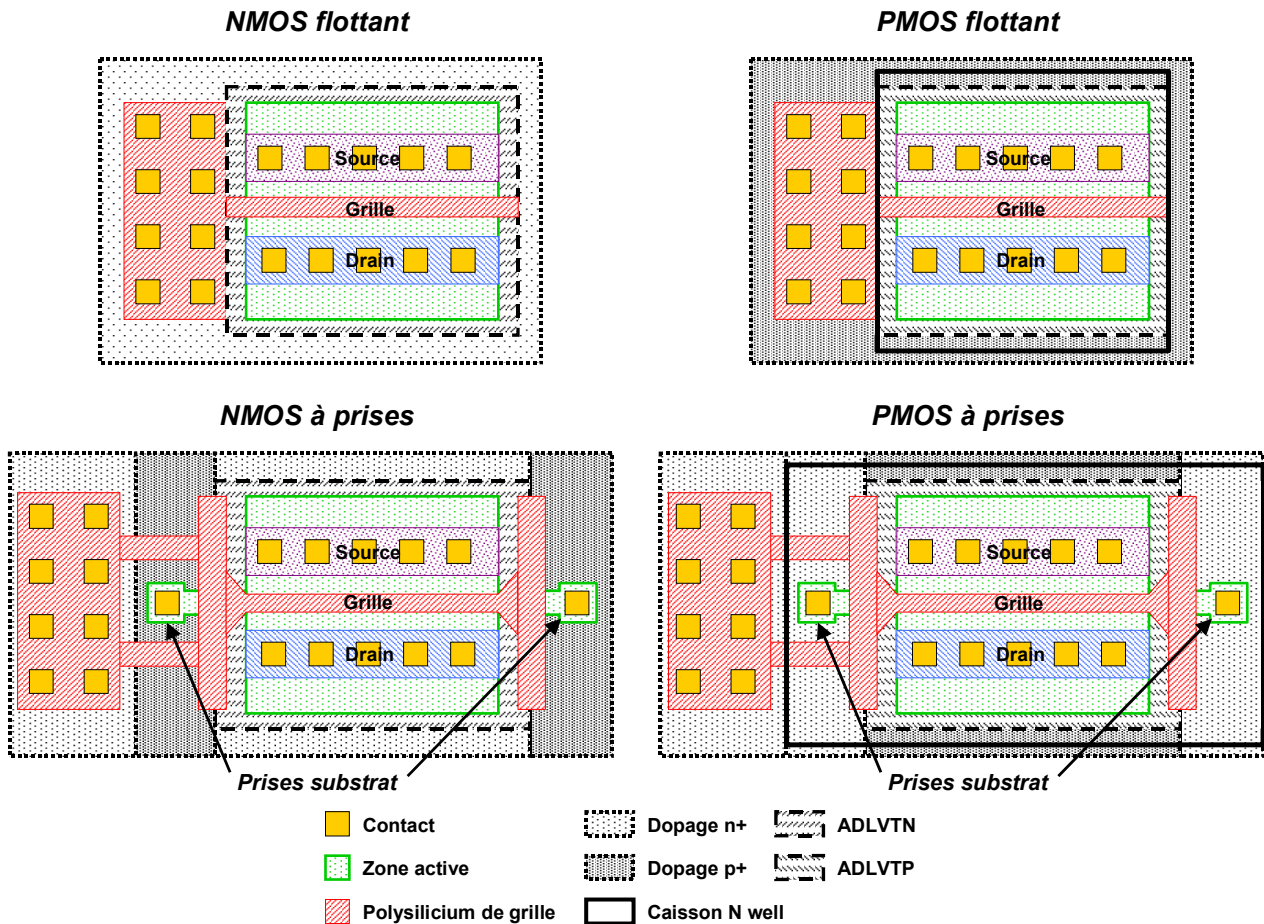 NMOS flottant
PMOS flottant
Source
Grille
Drain
Source
Grille
Drain
NMOS à prises
PMOS à prises
Source
Grille
Drain
Source
Grille
Drain
Prises substrat
Prises substrat
Contact
Dopage n+
ADLVTN
Zone active
Dopage p+
ADLVTP
Polysilicium de grille
Caisson N well